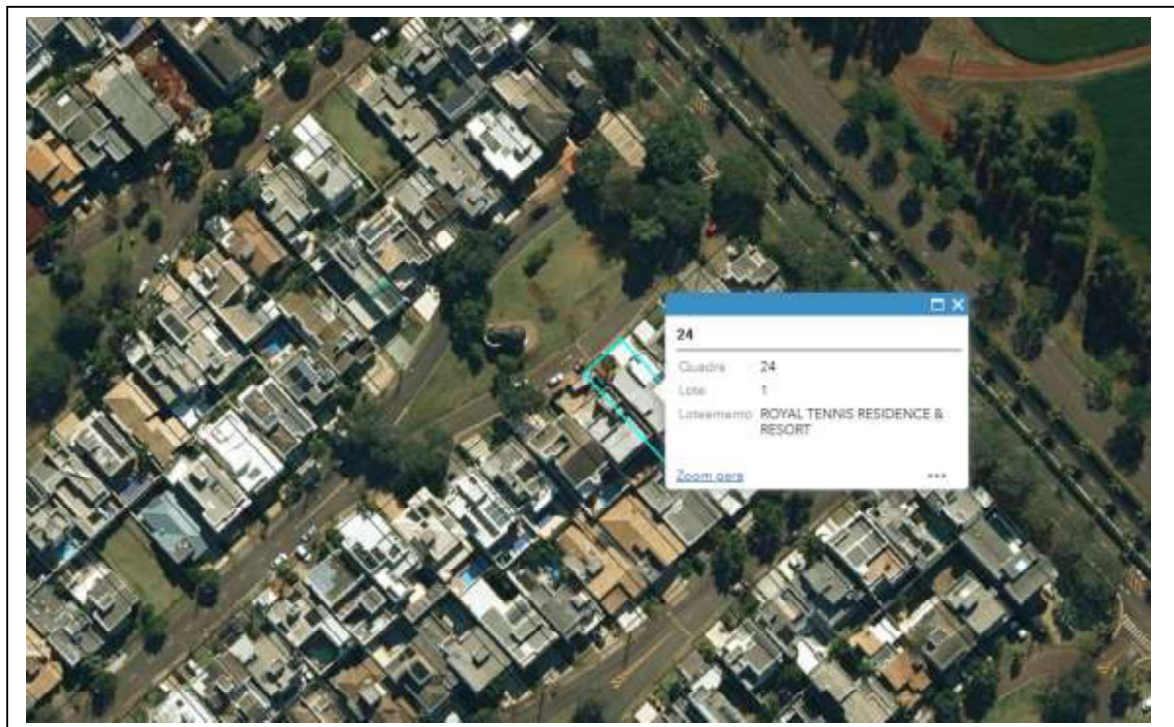 24
Quadra 24
Lote 1
Loteamento ROYAL TENNIS RESIDENCE &
RESORT
Zoom para